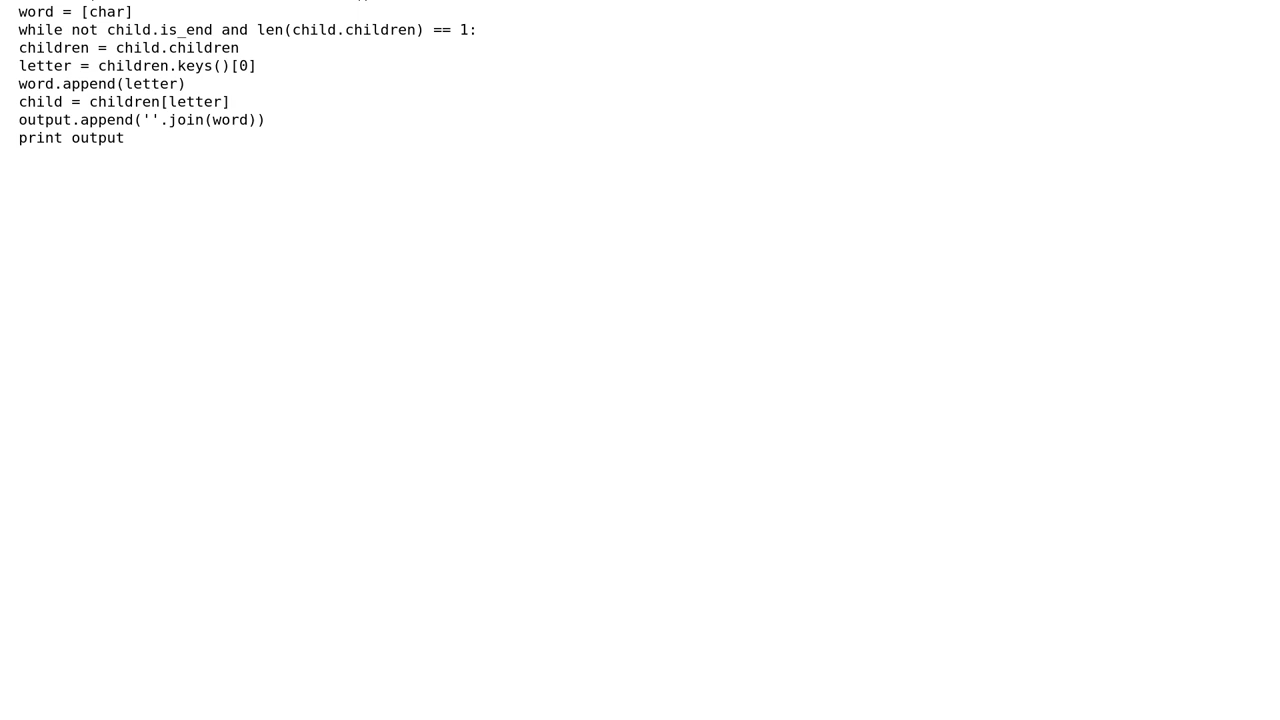 word = [char]
while not child.is_end and len(child.children) == 1:
children = child.children
letter = children.keys()[0]
word.append(letter)
child = children[letter]
output.append(''.join(word))
print output